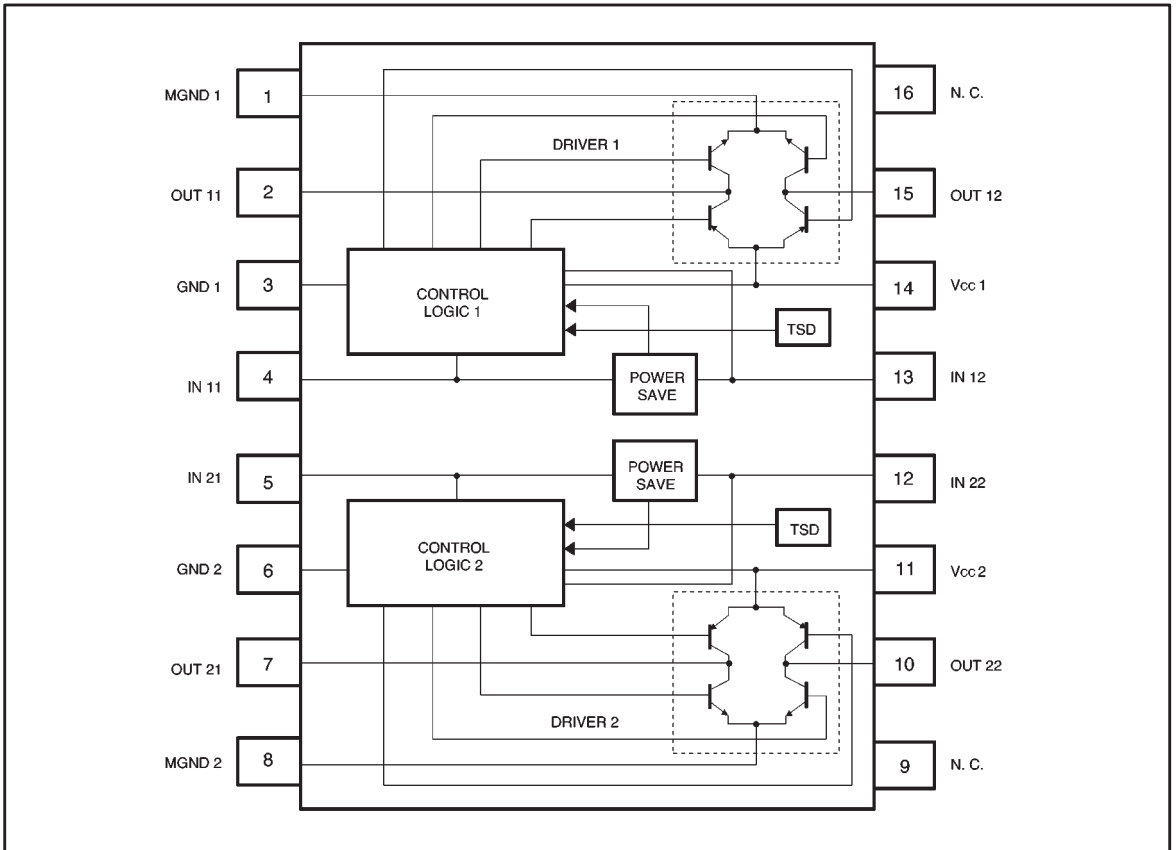 MGND 1
1
16
N. C.
DRIVER 1
OUT 11
2
15
OUT 12
GND 1
3
CONTROL
LOGIC 1
14
Vcc 1
TSD
IN 11
4
POWER
SAVE
13
IN 12
IN 21
5
POWER
SAVE
12
IN 22
TSD
GND 2
6
CONTROL
LOGIC 2
11
Vcc 2
OUT 21
7
10
OUT 22
DRIVER 2
MGND 2
8
9
N. C.